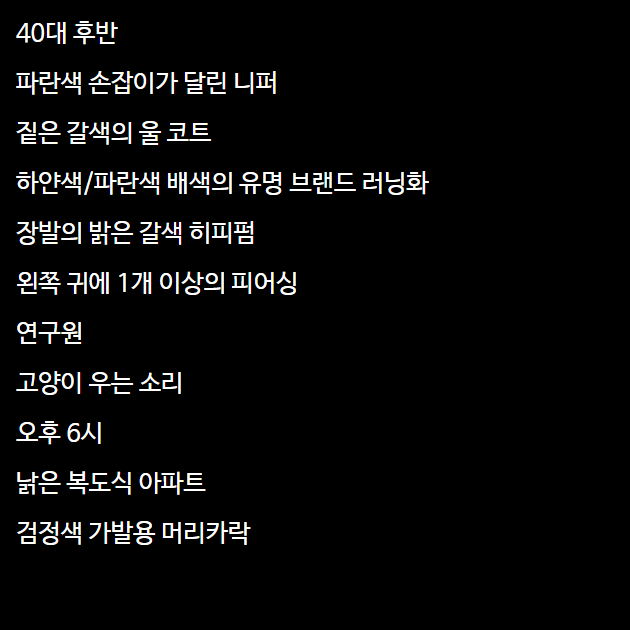 40대 후반
파란색 손잡이가 달린 니퍼
짙은 갈색의 울 코트
하얀색/파란색 배색의 유명 브랜드 러닝화
장발의 밝은 갈색 히피펌
왼쪽 귀에 1개 이상의 피어싱
연구원
고양이 우는 소리
오후 6시
낡은 복도식 아파트
검정색 가발용 머리카락